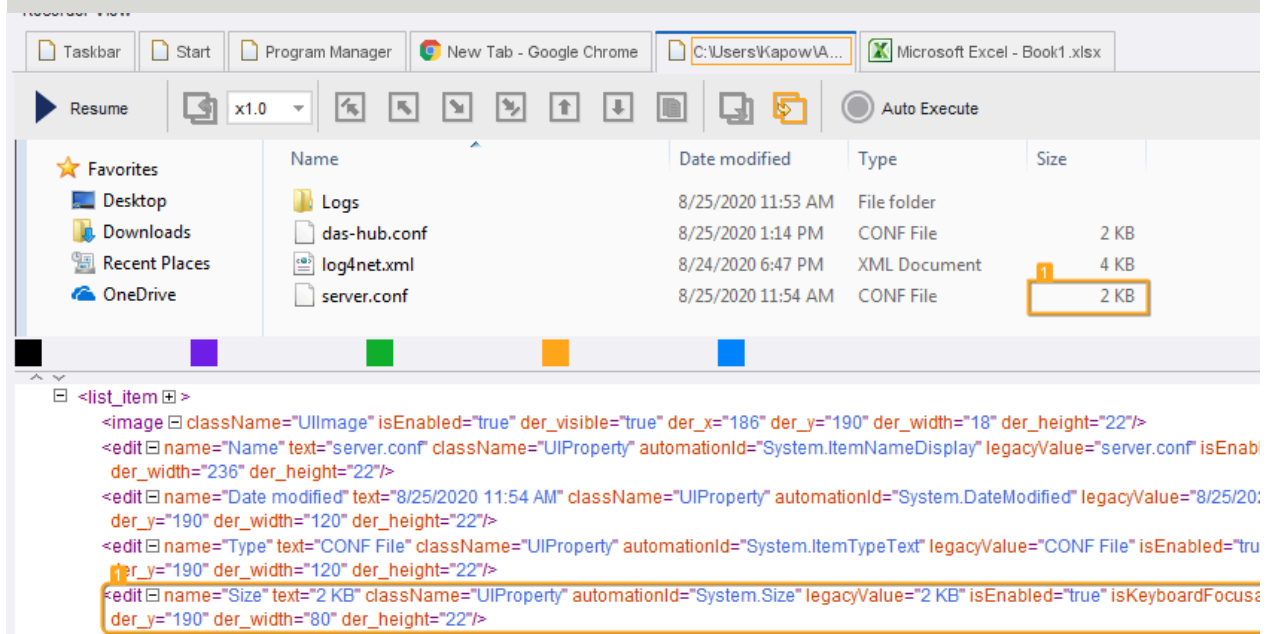 Recorder View
Taskbar Start Program Manager New Tab - Google Chrome C:\Users\Kapow\A... Microsoft Excel - Book1.xlsx
Resume x1.0 Auto Execute
Favorites Name Date modified Type Size
Desktop Logs 8/25/2020 11:53 AM File folder
Downloads das-hub.conf 8/25/2020 1:14 PM CONF File 2 KB
Recent Places log4net.xml 8/24/2020 6:47 PM XML Document 4 KB
1
OneDrive server.conf 8/25/2020 11:54 AM CONF File 2 KB
<list_item >
<image className="UIImage" isEnabled="true" der_visible="true" der_x="186" der_y="190" der_width="18" der_height="22"/>
<edit name="Name" text="server.conf" className="UIProperty" automationId="System.ItemNameDisplay" legacyValue="server.conf" isEnab
der_width="236" der_height="22"/>
<edit name="Date modified" text="8/25/2020 11:54 AM" className="UIProperty" automationId="System.DateModified" legacyValue="8/25/202
der_y="190" der_width="120" der_height="22"/>
<edit name="Type" text="CONF File" className="UIProperty" automationId="System.ItemTypeText" legacyValue="CONF File" isEnabled="tru
der_y="190" der_width="120" der_height="22"/>
1
<edit name="Size" text="2 KB" className="UIProperty" automationId="System.Size" legacyValue="2 KB" isEnabled="true" isKeyboardFocusa
der_y="190" der_width="80" der_height="22"/>